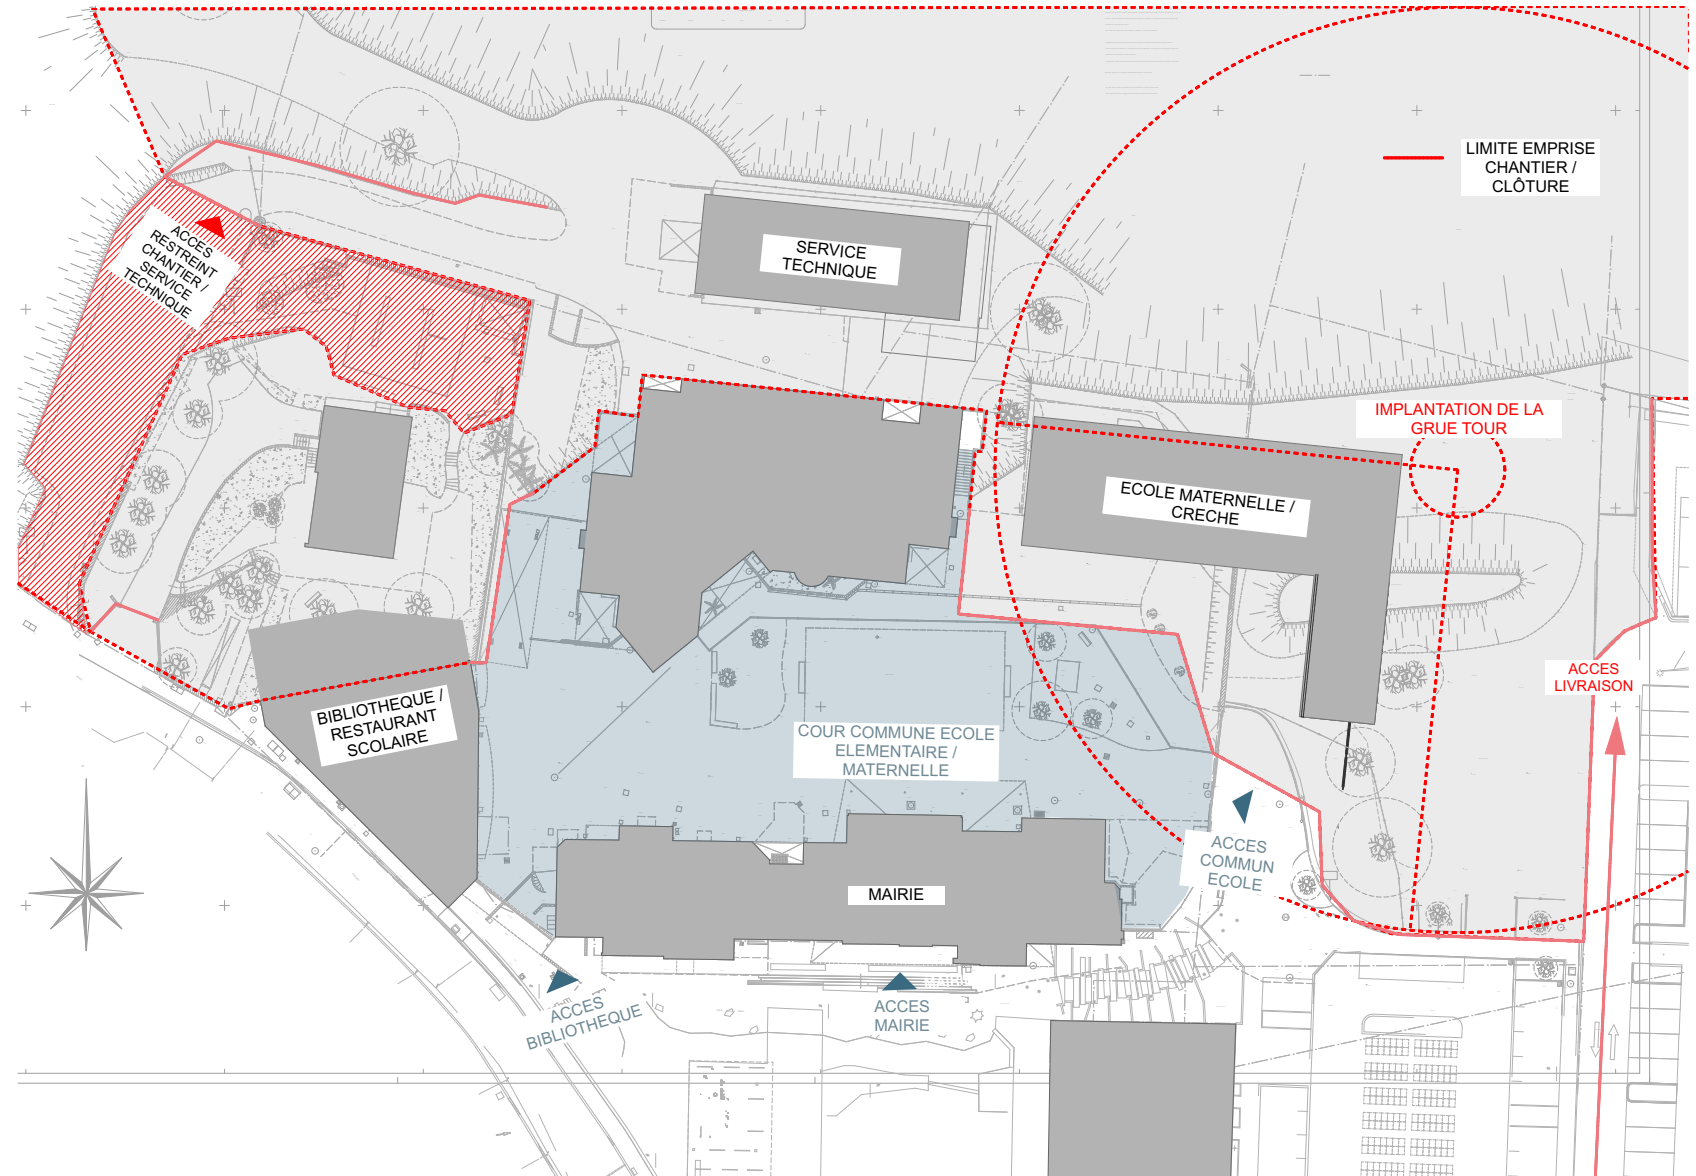 LIMITE EMPRISE
CHANTIER /
CLÔTURE
ACCES
RESTREINT
CHANTIER /
SERVICE
TECHNIQUE
SERVICE
TECHNIQUE
IMPLANTATION DE LA
GRUE TOUR
ECOLE MATERNELLE /
CRECHE
ACCES
LIVRAISON
BIBLIOTHEQUE /
RESTAURANT
SCOLAIRE
COUR COMMUNE ECOLE
ELEMENTAIRE /
MATERNELLE
ACCES
COMMUN
ECOLE
MAIRIE
ACCES
BIBLIOTHEQUE
ACCES
MAIRIE